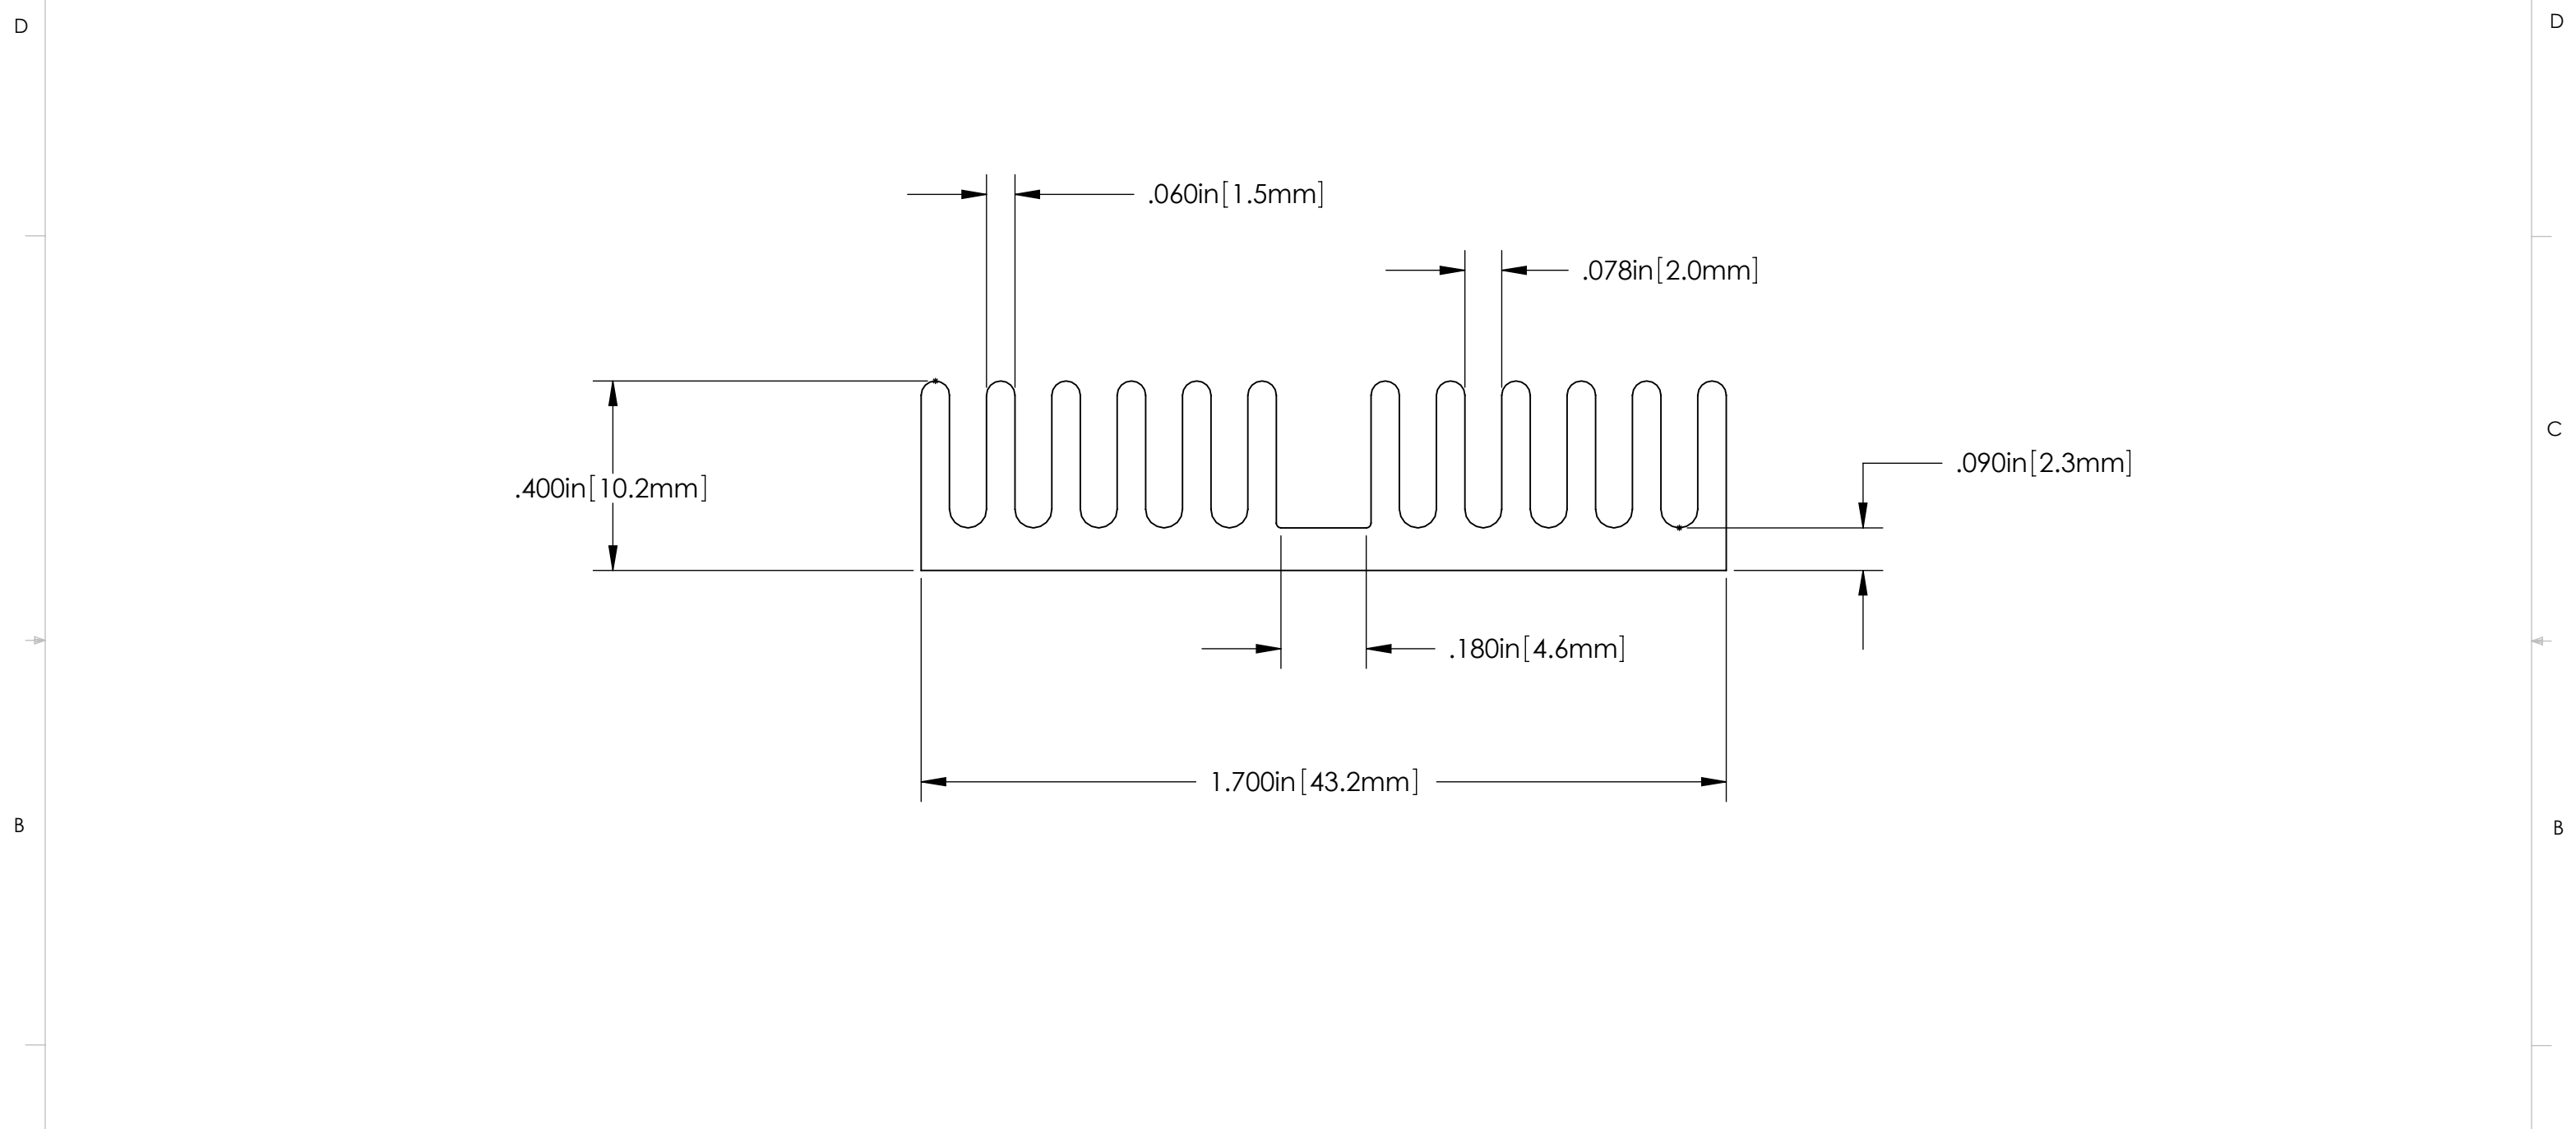 D
D
.060in[1.5mm]
.078in[2.0mm]
C
.090in[2.3mm]
.400in[10.2mm]
.180in[4.6mm]
1.700in[43.2mm]
B
B